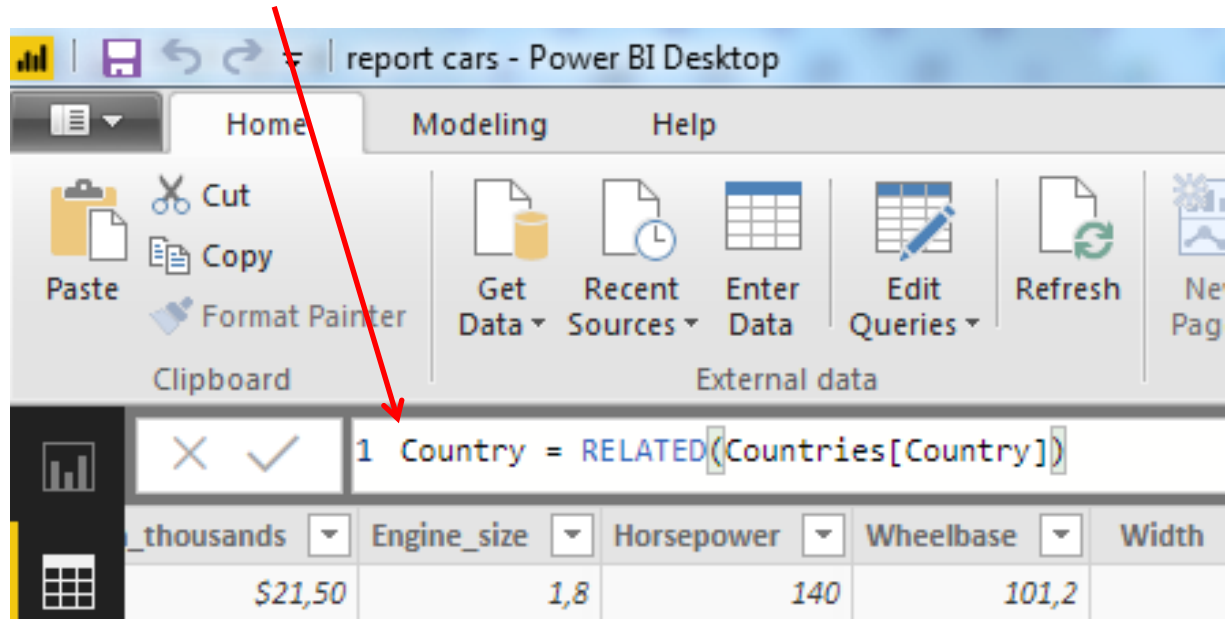 report cars - Power BI Desktop
Home Modeling Help
Cut
Copy
Format Painter
Paste
Get Data
Recent Sources
Enter Data
Edit Queries
Refresh
Clipboard
External data
1 Country = RELATED(Countries[Country])
_thousands Engine_size Horsepower Wheelbase Width
$21,50 1,8 140 101,2